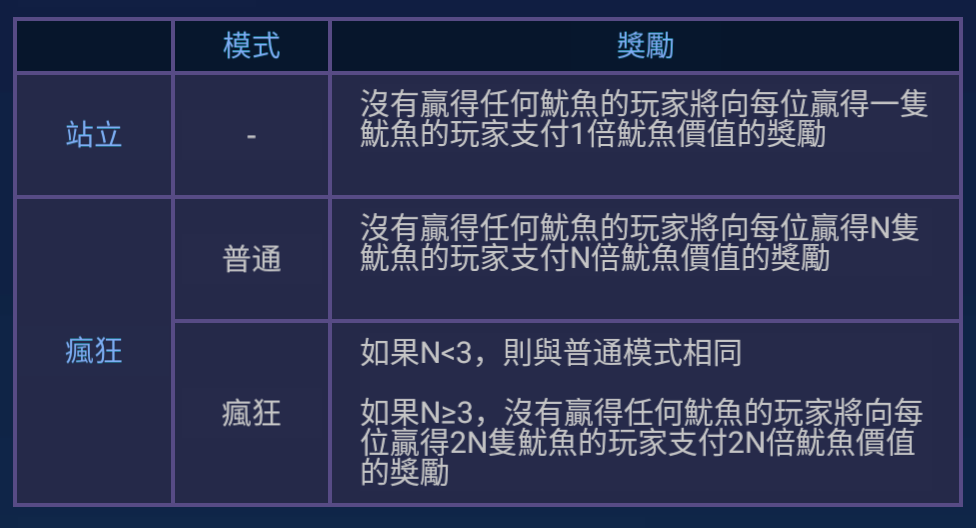 模式
獎勵
站立
-
沒有贏得任何魷魚的玩家將向每位贏得一隻
魷魚的玩家支付1倍魷魚價值的獎勵
瘋狂
普通
沒有贏得任何魷魚的玩家將向每位贏得N隻
魷魚的玩家支付N倍魷魚價值的獎勵
瘋狂
如果N<3，則與普通模式相同
如果N≥3，沒有贏得任何魷魚的玩家將向每
位贏得2N隻魷魚的玩家支付2N倍魷魚價值
的獎勵